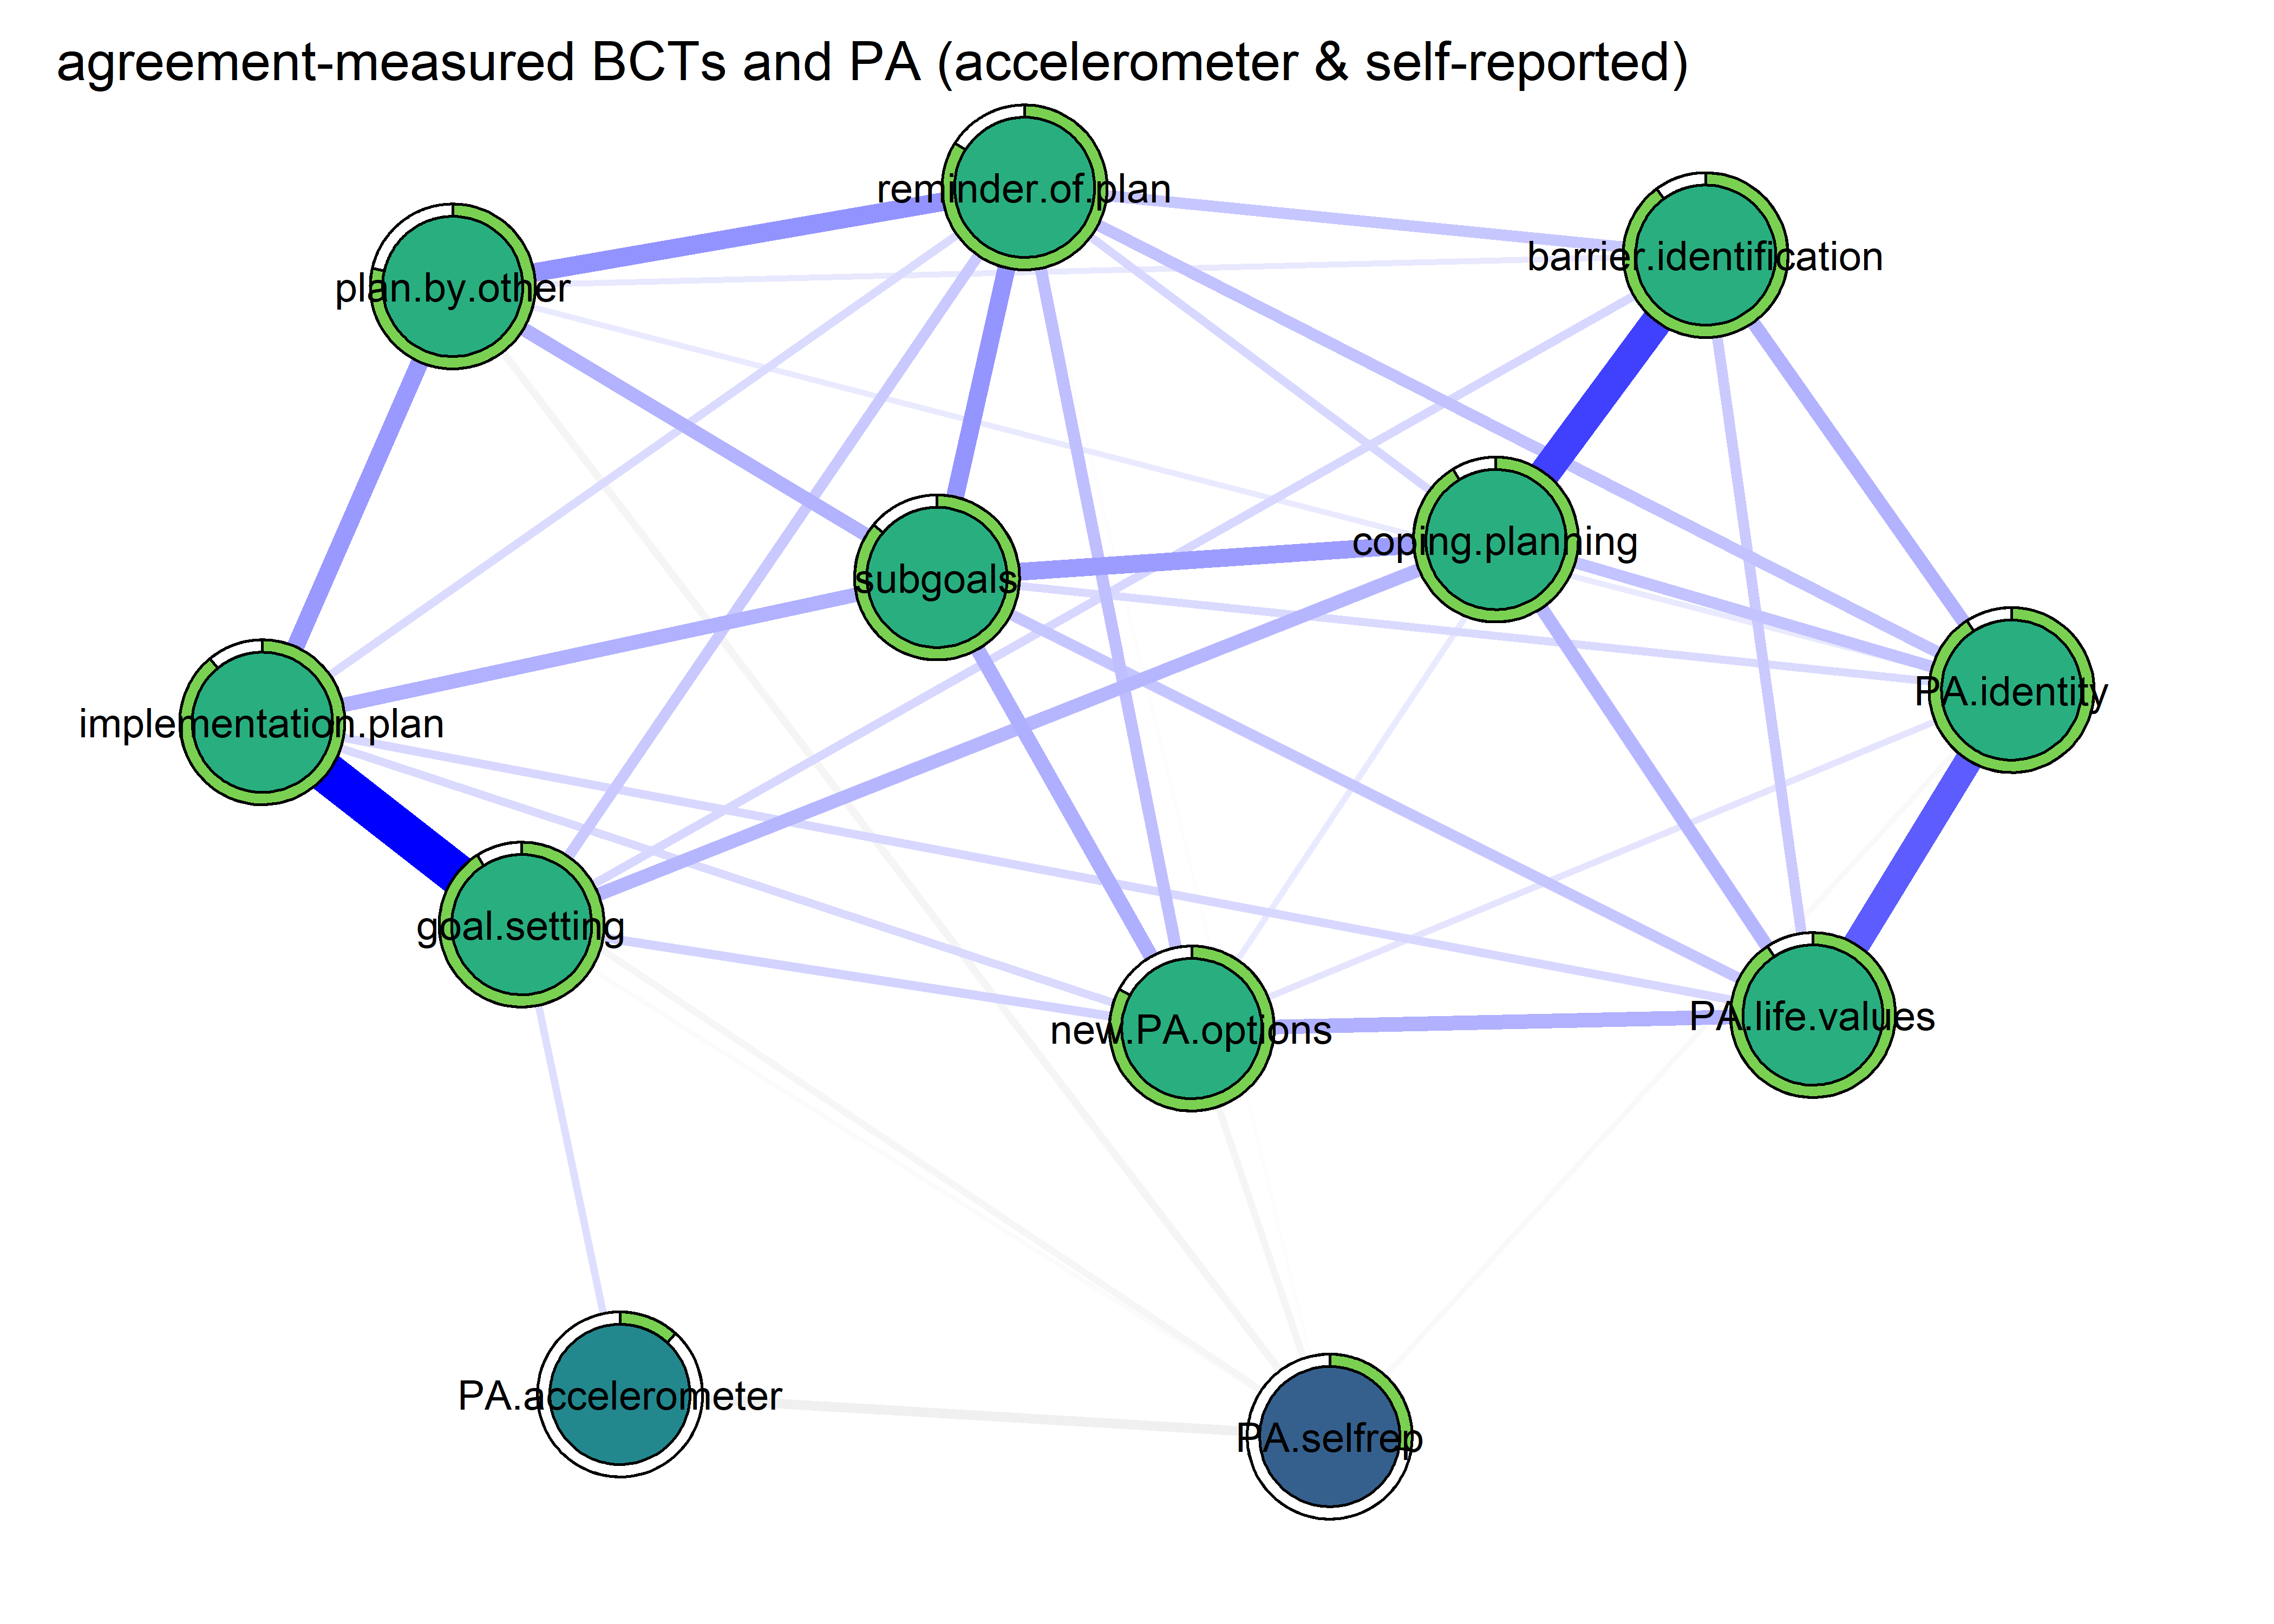 agreement-measured BCTs and PA (accelerometer & self-reported)
reminder.of.plan
barrier.identification
plan.by.other
coping.planning
subgoals
PA.identity
implementation.plan
goal.setting
PA.life.values
new.PA.options
PA.accelerometer
PA.selfrep